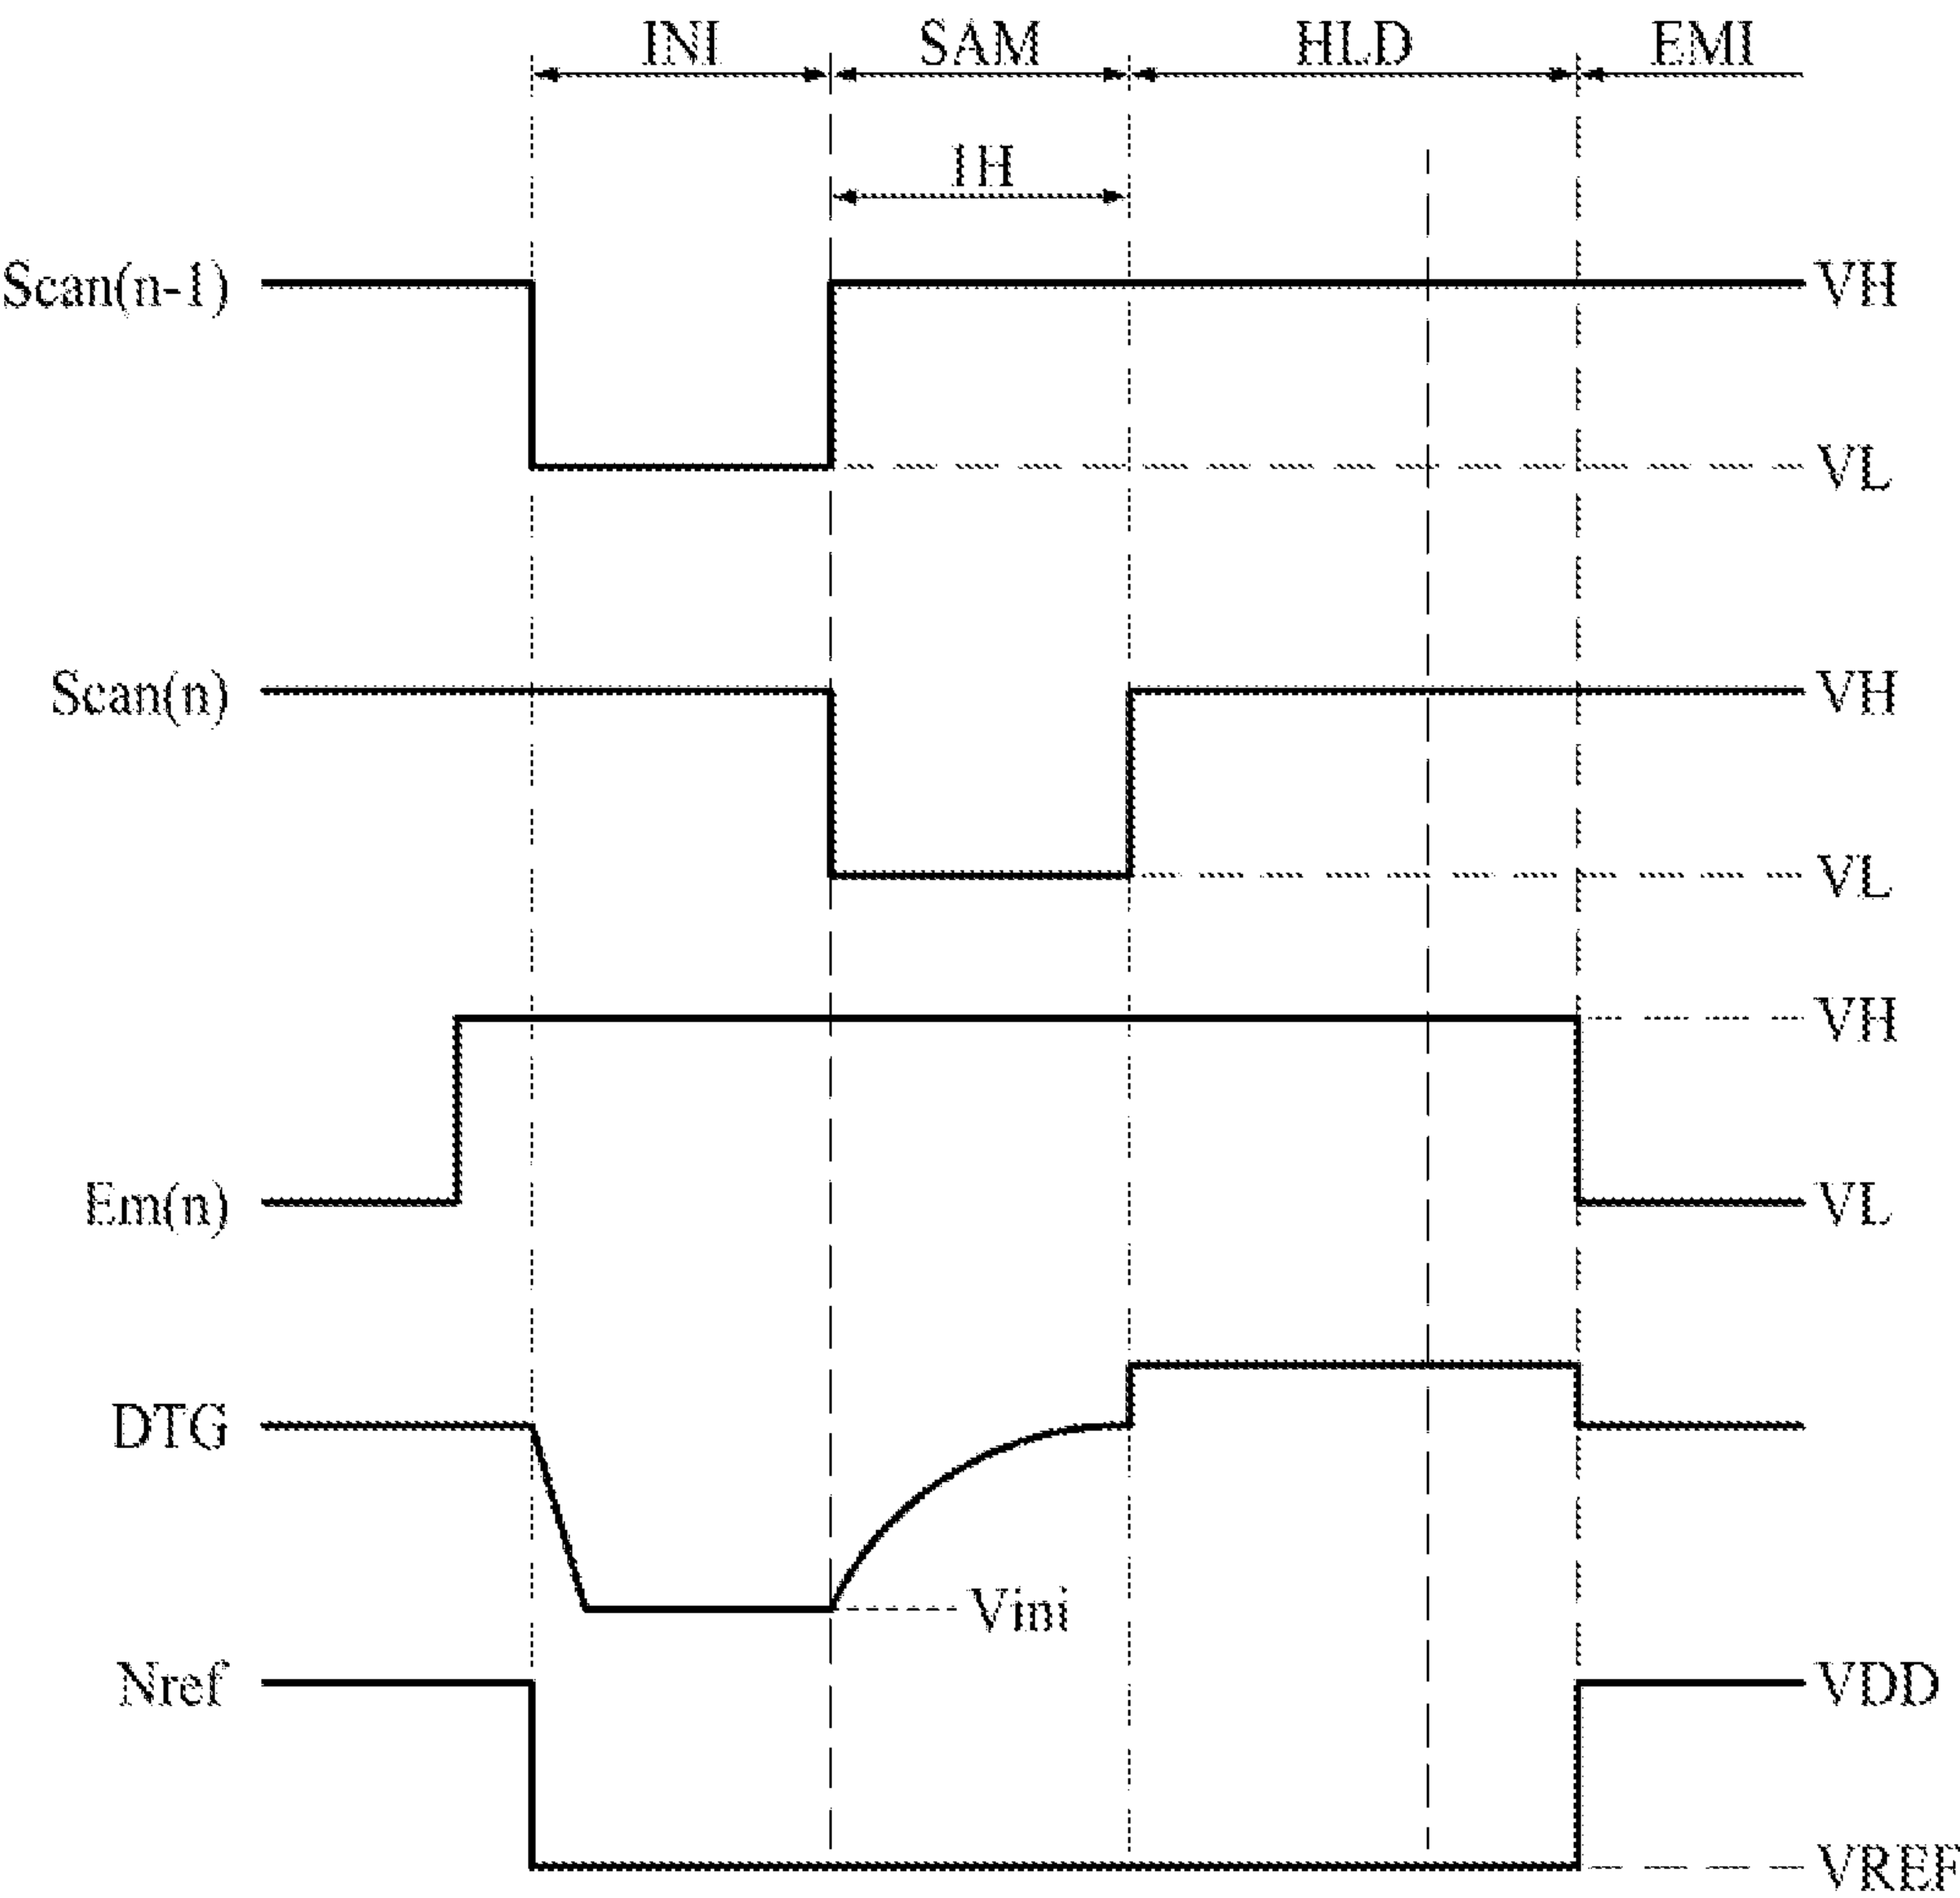 INI SAM HLD EMI
1H
Scan(n-1) VH
VL
Scan(n) VH
VL
VH
Em(n) VL
DTG
Vini
Nref VDD
VREF